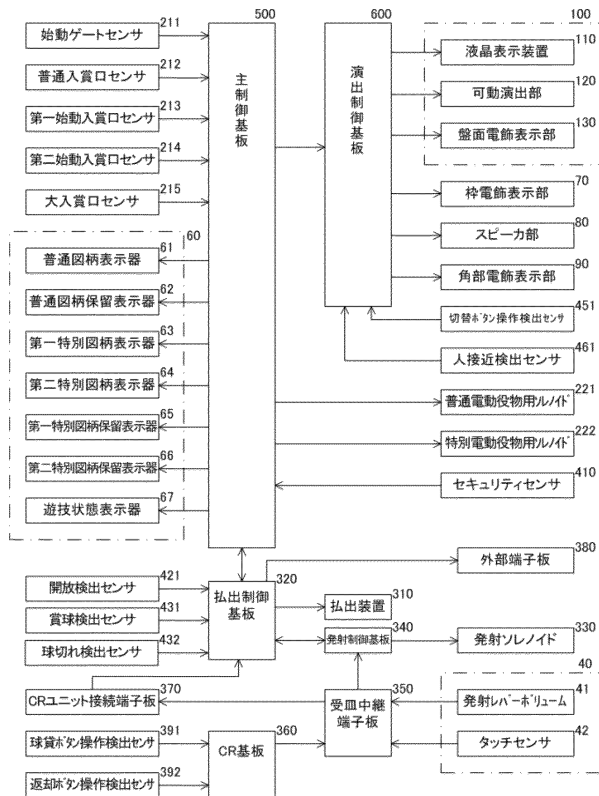 500
600
100
211
始動ゲートセンサ
212
普通入賞口センサ
213
第一始動入賞口センサ
214
第二始動入賞口センサ
215
大入賞口センサ
主制御基板
演出制御基板
110
液晶表示装置
120
可動演出部
130
盤面電飾表示部
70
枠電飾表示部
80
スピーカ部
90
角部電飾表示部
451
切替ボタン操作検出センサ
461
人接近検出センサ
221
普通電動役物用ソレノイド
222
特別電動役物用ソレノイド
410
セキュリティセンサ
60
61
普通図柄表示器
62
普通図柄保留表示器
63
第一特別図柄表示器
64
第二特別図柄表示器
65
第一特別図柄保留表示器
66
第二特別図柄保留表示器
67
遊技状態表示器
380
外部端子板
421
開放検出センサ
431
賞球検出センサ
432
球切れ検出センサ
320
払出制御
基板
310
払出装置
340
発射制御基板
330
発射ソレノイド
40
370
CRユニット接続端子板
350
受皿中継
端子板
41
発射レバーボリューム
42
タッチセンサ
391
球貸ボタン操作検出センサ
392
返却ボタン操作検出センサ
360
CR基板